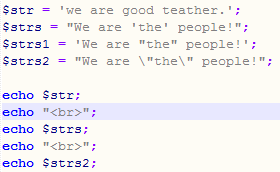 $str = 'we are good teather.';
$strs = "We are 'the' people!";
$strs1 = 'We are "the" people!';
$strs2 = "We are \"the\" people!";
echo $str;
echo "<br>";
echo $strs;
echo "<br>";
echo $strs2;